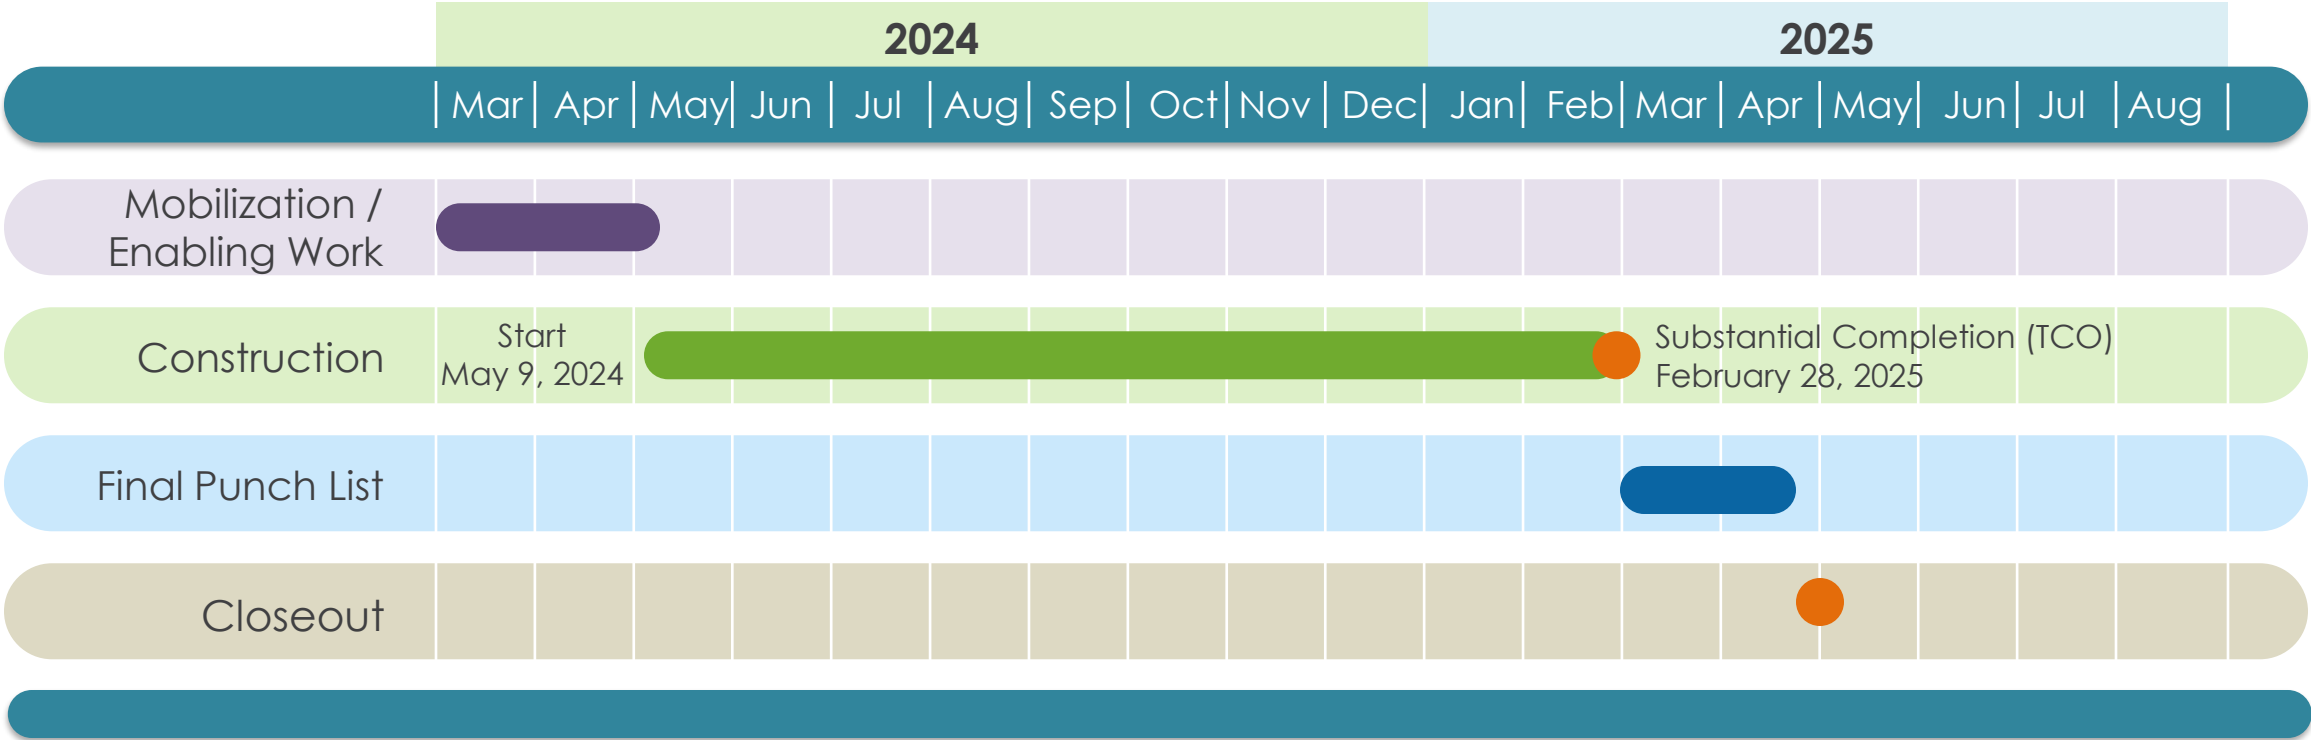 2024 2025
Mar Apr May Jun Jul Aug Sep Oct Nov Dec Jan Feb Mar Apr May Jun Jul Aug
Mobilization /
Enabling Work
Construction
Start
May 9, 2024
Substantial Completion (TCO)
February 28, 2025
Final Punch List
Closeout